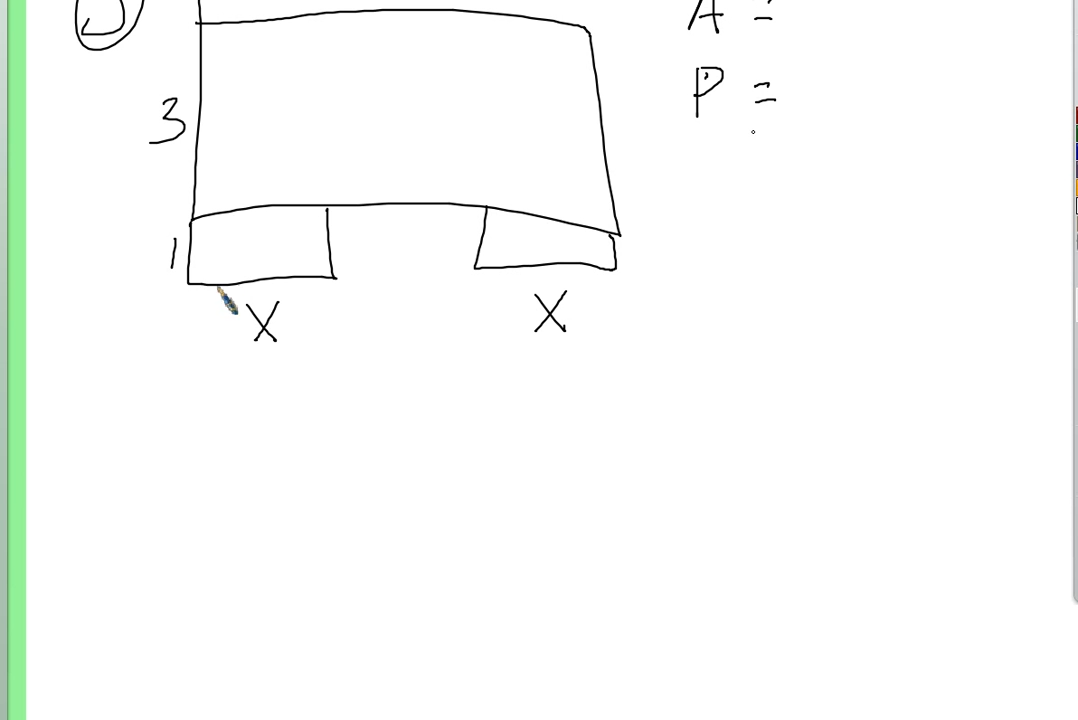 A =
P =
3
1
X X